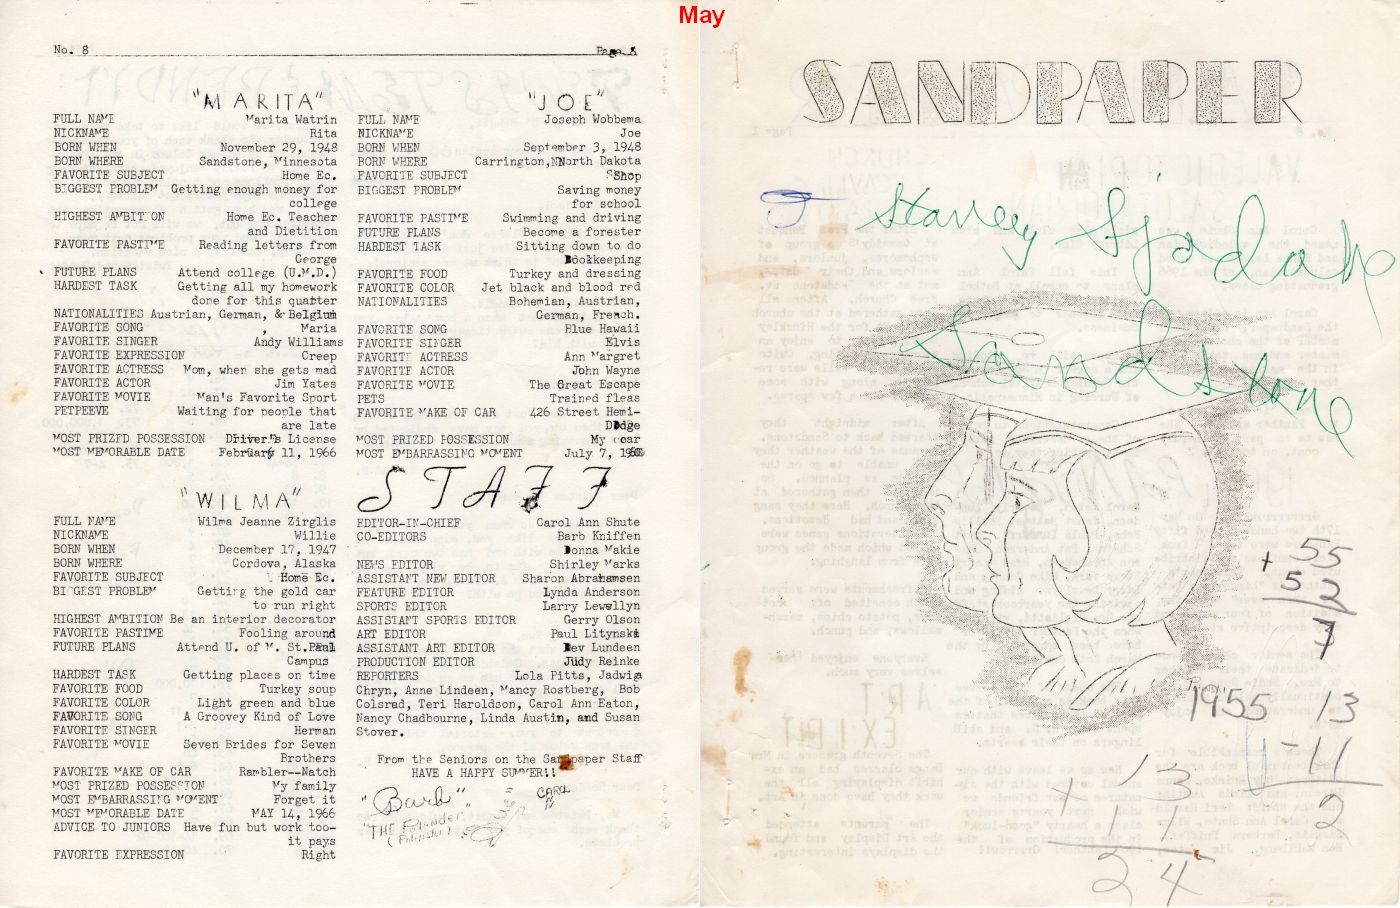 May
No. 8 Page
"MARITA"
FULL NAME Marita Watrin
NICKNAME Rita
BORN WHEN November 29, 1948
BORN WHERE Sandstone, Minnesota
FAVORITE SUBJECT Home Ec.
BIGGEST PROBLEM Getting enough money for
college
HIGHEST AMBITION Home Ec. Teacher
and Dietition
FAVORITE PASTIME Reading letters from
George
FUTURE PLANS Attend college (U.M.D.)
HARDEST TASK Getting all my homework
done for this quarter
NATIONALITIES Austrian, German, & Belgium
FAVORITE SONG Maria
FAVORITE SINGER Andy Williams
FAVORITE EXPRESSION Creep
FAVORITE ACTRESS Mom, when she gets mad
FAVORITE ACTOR Jim Yates
FAVORITE MOVIE Man's Favorite Sport
PETPEEVE Waiting for people that
are late
MOST PRIZED POSSESSION Driver's License
MOST MEMORABLE DATE February 11, 1966
"WILMA"
FULL NAME Wilma Jeanne Zirglis
NICKNAME Willie
BORN WHEN December 17, 1947
BORN WHERE Cordova, Alaska
FAVORITE SUBJECT Home Ec.
BIGGEST PROBLEM Getting the gold car
to run right
HIGHEST AMBITION Be an interior decorator
FAVORITE PASTIME Fooling around
FUTURE PLANS Attend U. of M. St.Paul
Campus
HARDEST TASK Getting places on time
FAVORITE FOOD Turkey soup
FAVORITE COLOR Light green and blue
FAVORITE SONG A Groovey Kind of Love
FAVORITE SINGER Herman
FAVORITE MOVIE Seven Brides for Seven
Brothers
FAVORITE MAKE OF CAR Rambler--Natch
MOST PRIZED POSSESSION My family
MOST EMBARRASSING MOMENT Forget it
MOST MEMORABLE DATE MAY 14, 1966
ADVICE TO JUNIORS Have fun but work too--
it pays
FAVORITE EXPRESSION Right
"JOE"
FULL NAME Joseph Wobbema
NICKNAME Joe
BORN WHEN September 3, 1948
BORN WHERE Carrington, North Dakota
FAVORITE SUBJECT Shop
BIGGEST PROBLEM Saving money
for school
FAVORITE PASTIME Swimming and driving
FUTURE PLANS Become a forester
HARDEST TASK Sitting down to do
Bookkeeping
FAVORITE FOOD Turkey and dressing
FAVORITE COLOR Jet black and blood red
NATIONALITIES Bohemian, Austrian,
German, French.
FAVORITE SONG Blue Hawaii
FAVORITE SINGER Elvis
FAVORITE ACTRESS Ann Margret
FAVORITE ACTOR John Wayne
FAVORITE MOVIE The Great Escape
PETS Trained fleas
FAVORITE MAKE OF CAR 426 Street Hemi-
Dodge
MOST PRIZED POSSESSION My car
MOST EMBARRASSING MOMENT July 7,
STAFF
EDITOR-IN-CHIEF Carol Ann Shute
CO-EDITORS Barb Kniffen
Donna Makie
NEWS EDITOR Shirley Marks
ASSISTANT NEW EDITOR Sharon Abrahamsen
FEATURE EDITOR Lynda Anderson
SPORTS EDITOR Larry Lewellyn
ASSISTANT SPORTS EDITOR Gerry Olson
ART EDITOR Paul Litynski
ASSISTANT ART EDITOR Bev Lundeen
PRODUCTION EDITOR Judy Reinke
REPORTERS Lola Pitts, Jadwiga
Chryn, Anne Lindeen, Nancy Rostberg, Bob
Colsrad, Teri Haroldson, Carol Ann Eaton,
Nancy Chadbourne, Linda Austin, and Susan
Stover.
From the Seniors on the Sandpaper Staff
HAVE A HAPPY SUMMER!!
"Barb"
"THE Founder
CAROL
SANDPAPER
Stanley
Sandstone
55
+ 52
1955
13
- 11
2
13
+ 11
24